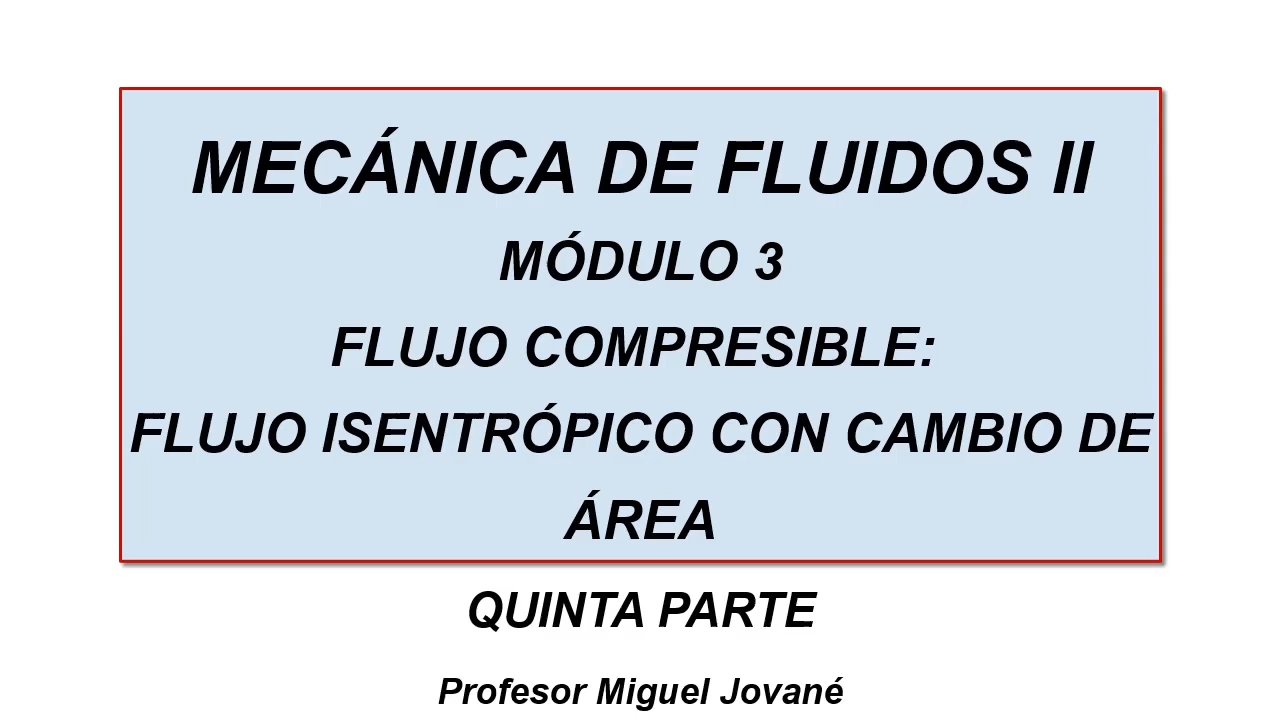 MECÁNICA DE FLUIDOS II
MÓDULO 3
FLUJO COMPRESIBLE:
FLUJO ISENTRÓPICO CON CAMBIO DE
ÁREA
QUINTA PARTE
Profesor Miguel Jované